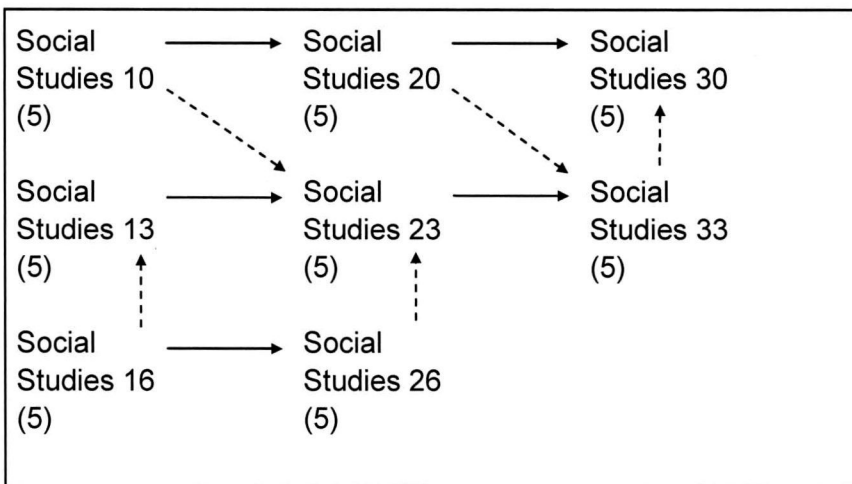 Social
Studies 10
(5)
Social
Studies 20
(5)
Social
Studies 30
(5)
Social
Studies 13
(5)
Social
Studies 23
(5)
Social
Studies 33
(5)
Social
Studies 16
(5)
Social
Studies 26
(5)